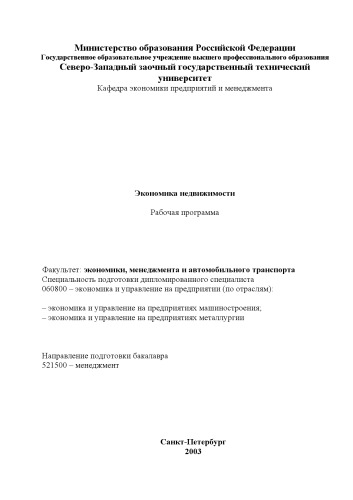 Министерство образования Российской Федерации
Государственное образовательное учреждение высшего профессионального образования
Северо-Западный заочный государственный технический
университет
Кафедра экономики предприятий и менеджмента
Экономика недвижимости
Рабочая программа
Факультет: экономики, менеджмента и автомобильного транспорта
Специальность подготовки дипломированного специалиста
060800 – экономика и управление на предприятии (по отраслям):
– экономика и управление на предприятиях машиностроения;
– экономика и управление на предприятиях металлургии
Направление подготовки бакалавра
521500 – менеджмент
Санкт-Петербург
2003